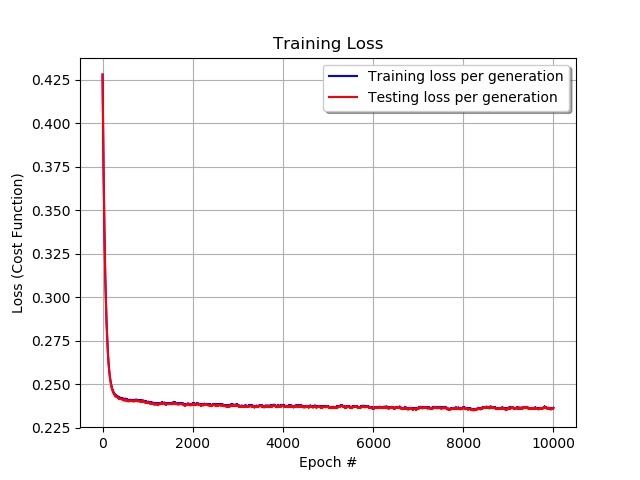 Training Loss
Training loss per generation
Testing loss per generation
0.425
0.400
0.375
0.350
0.325
0.300
0.275
0.250
0.225
Loss (Cost Function)
0 2000 4000 6000 8000 10000
Epoch #